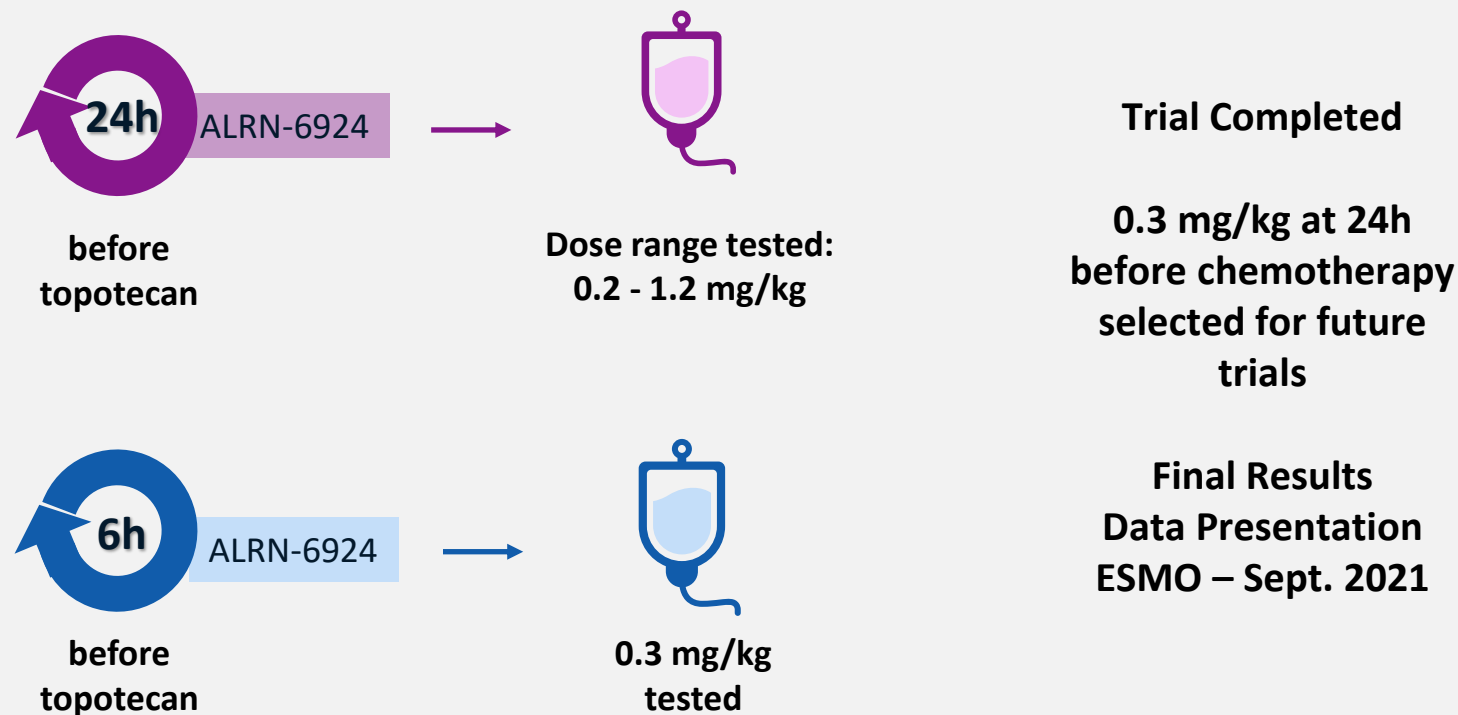 24h
ALRN-6924
before
topotecan
Dose range tested:
0.2 - 1.2 mg/kg
6h
ALRN-6924
before
topotecan
0.3 mg/kg
tested
Trial Completed
0.3 mg/kg at 24h
before chemotherapy
selected for future
trials
Final Results
Data Presentation
ESMO – Sept. 2021